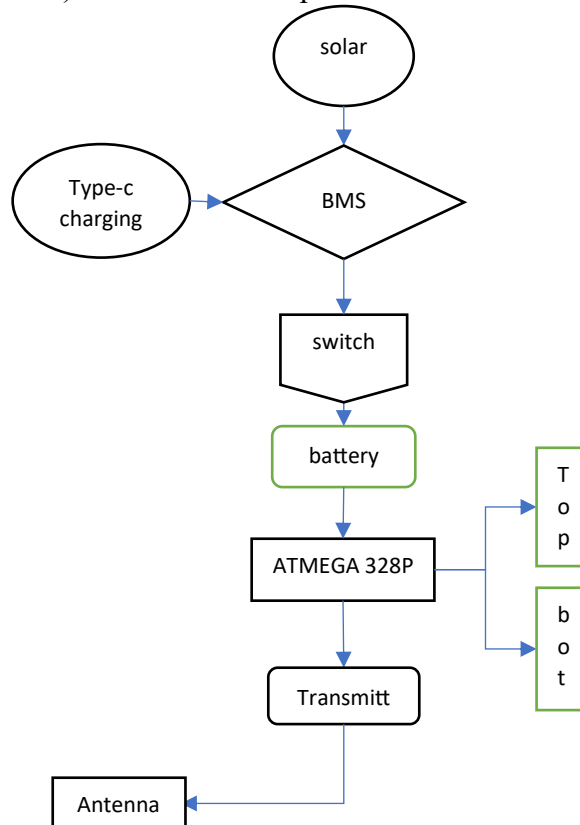 solar
Type-c
charging
BMS
switch
battery
T
o
p
ATMEGA 328P
b
o
t
Transmitt
Antenna